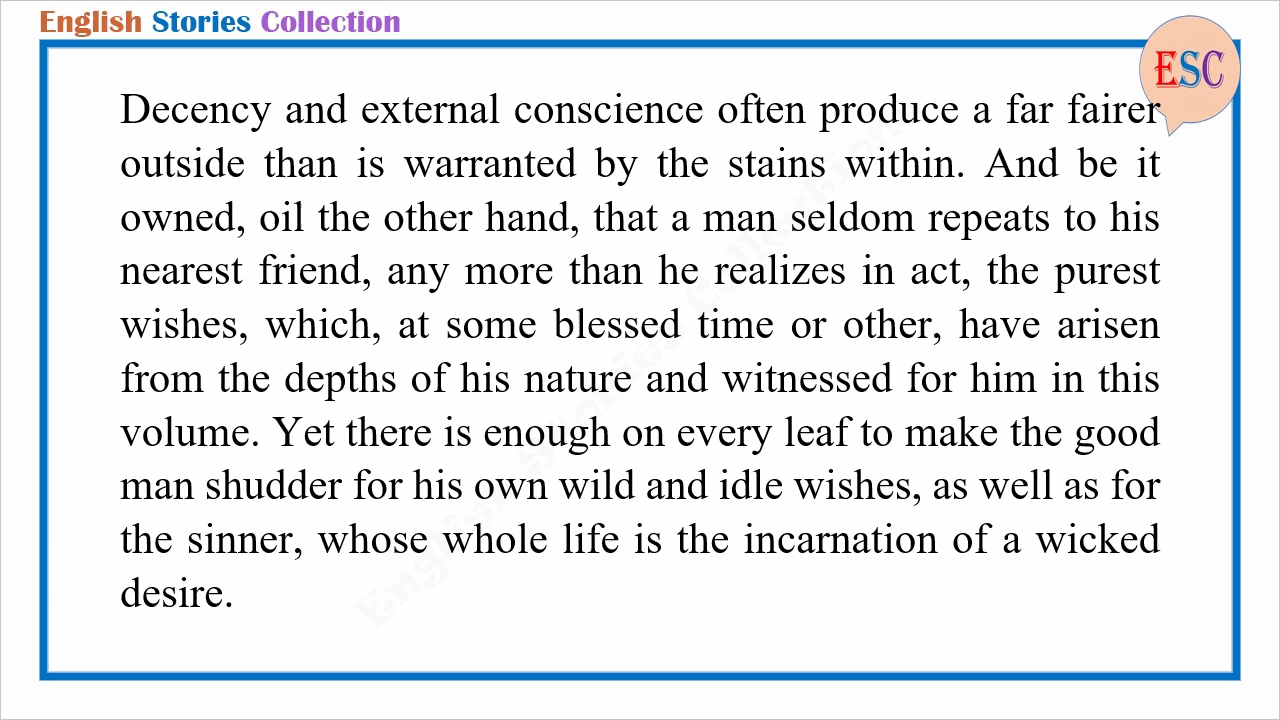 English Stories Collection
ESC
Decency and external conscience often produce a far fairer
outside than is warranted by the stains within. And be it
owned, oil the other hand, that a man seldom repeats to his
nearest friend, any more than he realizes in act, the purest
wishes, which, at some blessed time or other, have arisen
from the depths of his nature and witnessed for him in this
volume. Yet there is enough on every leaf to make the good
man shudder for his own wild and idle wishes, as well as for
the sinner, whose whole life is the incarnation of a wicked
desire.
English Stories Collection